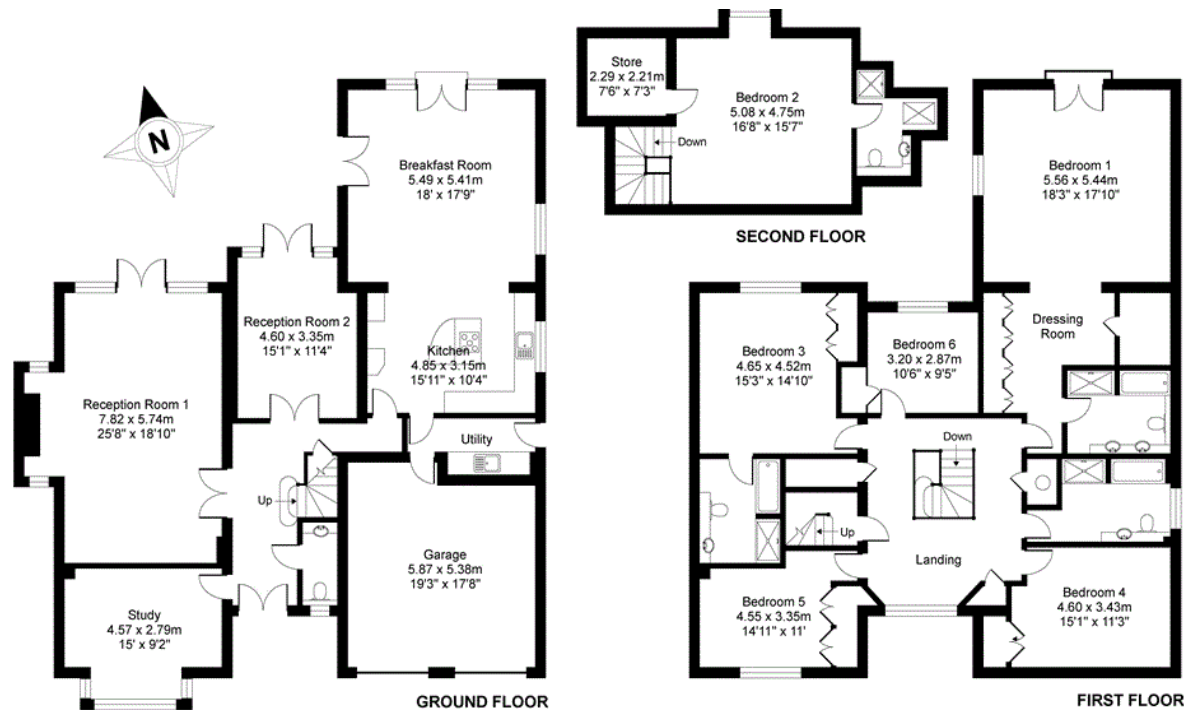 N
Breakfast Room
5.49 x 5.41m
18' x 17'9"
Reception Room 2
4.60 x 3.35m
15'1" x 11'4"
Kitchen
4.85 x 3.15m
15'11" x 10'4"
Reception Room 1
7.82 x 5.74m
25'8" x 18'10"
Utility
Up
Garage
5.87 x 5.38m
19'3" x 17'8"
Study
4.57 x 2.79m
15' x 9'2"
GROUND FLOOR
Store
2.29 x 2.21m
7'6" x 7'3"
Bedroom 2
5.08 x 4.75m
16'8" x 15'7"
Down
SECOND FLOOR
Bedroom 1
5.56 x 5.44m
18'3" x 17'10"
Dressing
Room
Bedroom 3
4.65 x 4.52m
15'3" x 14'10"
Bedroom 6
3.20 x 2.87m
10'6" x 9'5"
Down
Up
Landing
Bedroom 5
4.55 x 3.35m
14'11" x 11'
Bedroom 4
4.60 x 3.43m
15'1" x 11'3"
FIRST FLOOR